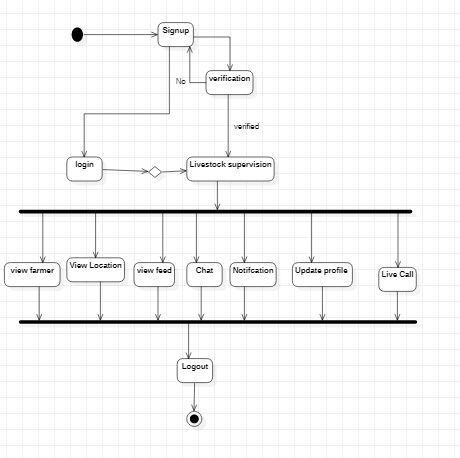 Signup
No
verification
verified
login
Livestock supervision
view farmer
View Location
view feed
Chat
Notifcation
Update profile
Live Call
Logout